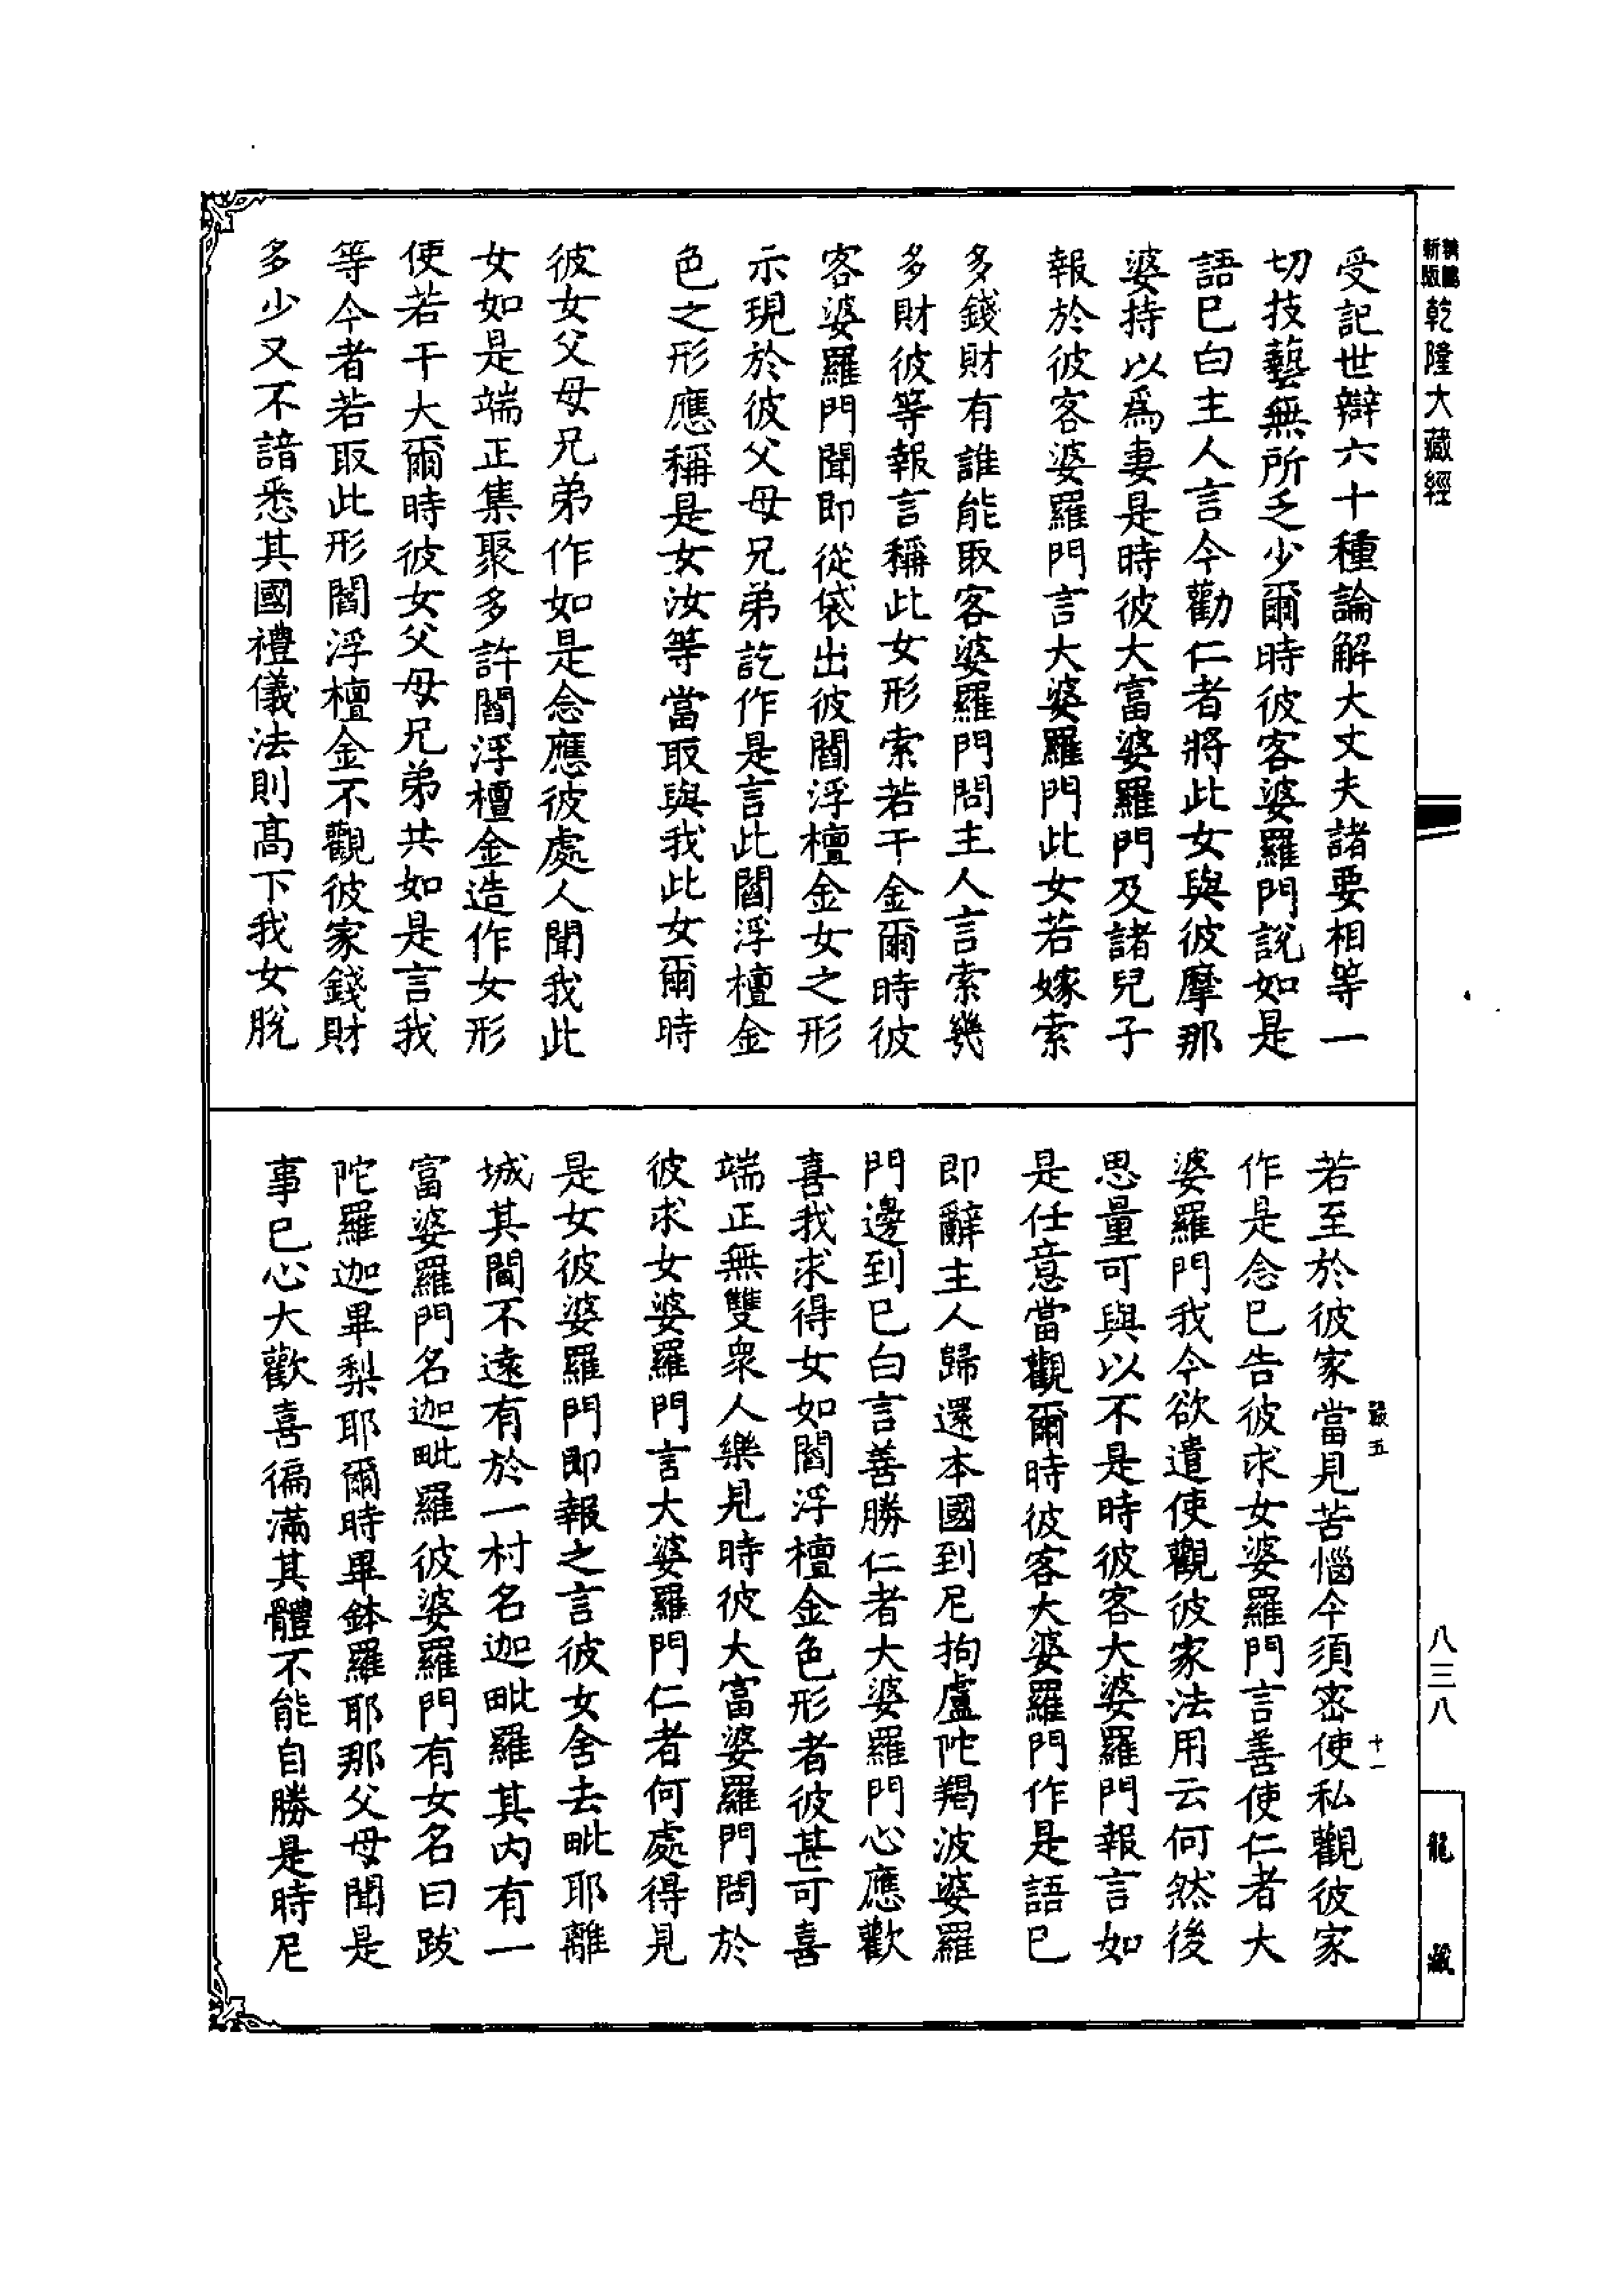 乾隆大藏經
受記世辯六十種論解大丈夫諸要相等一
切技藝無所乏少爾時彼客婆羅門說如是
語已白主人言今勸仁者將此女與彼摩那
婆持以為妻是時彼大富婆羅門及諸兒子
報於彼客婆羅門言大婆羅門此女若嫁索
多錢財有誰能取客婆羅門問主人言索幾
多財彼等報言稱此女形索若干金爾時彼
客婆羅門聞即從袋出彼閻浮檀金女之形
示現於彼父母兄弟訖作是言此閻浮檀金
色之形應稱是女汝等當取與我此女爾時
彼女父母兄弟作如是念應彼處人聞我此
女如是端正集聚多許閻浮檀金造作女形
使若干大爾時彼女父母兄弟共如是言我
等今者若取此形閻浮檀金不觀彼家錢財
多少又不諳悉其國禮儀法則高下我女脫
若至於彼家當見苦惱今須密使私觀彼家
作是念已告彼求女婆羅門言善使仁者大
婆羅門我今欲遣使觀彼家法用云何然後
思量可與以不是時彼客大婆羅門報言如
是任意當觀爾時彼客大婆羅門作是語已
即辭主人歸還本國到尼拘盧陀羯波婆羅
門邊到已白言善勝仁者大婆羅門心應歡
喜我求得女如閻浮檀金色形者彼甚可喜
端正無雙眾人樂見時彼大富婆羅門問於
彼求女婆羅門言大婆羅門仁者何處得見
是女彼婆羅門即報之言彼女舍去毗耶離
城其間不遠有於一村名迦毗羅其內有一
富婆羅門名迦毗羅彼婆羅門有女名曰跋
陀羅迦畢梨耶爾時畢鉢羅耶那父母聞是
事已心大歡喜徧滿其體不能自勝是時尼
五
十一
八三八
龍藏